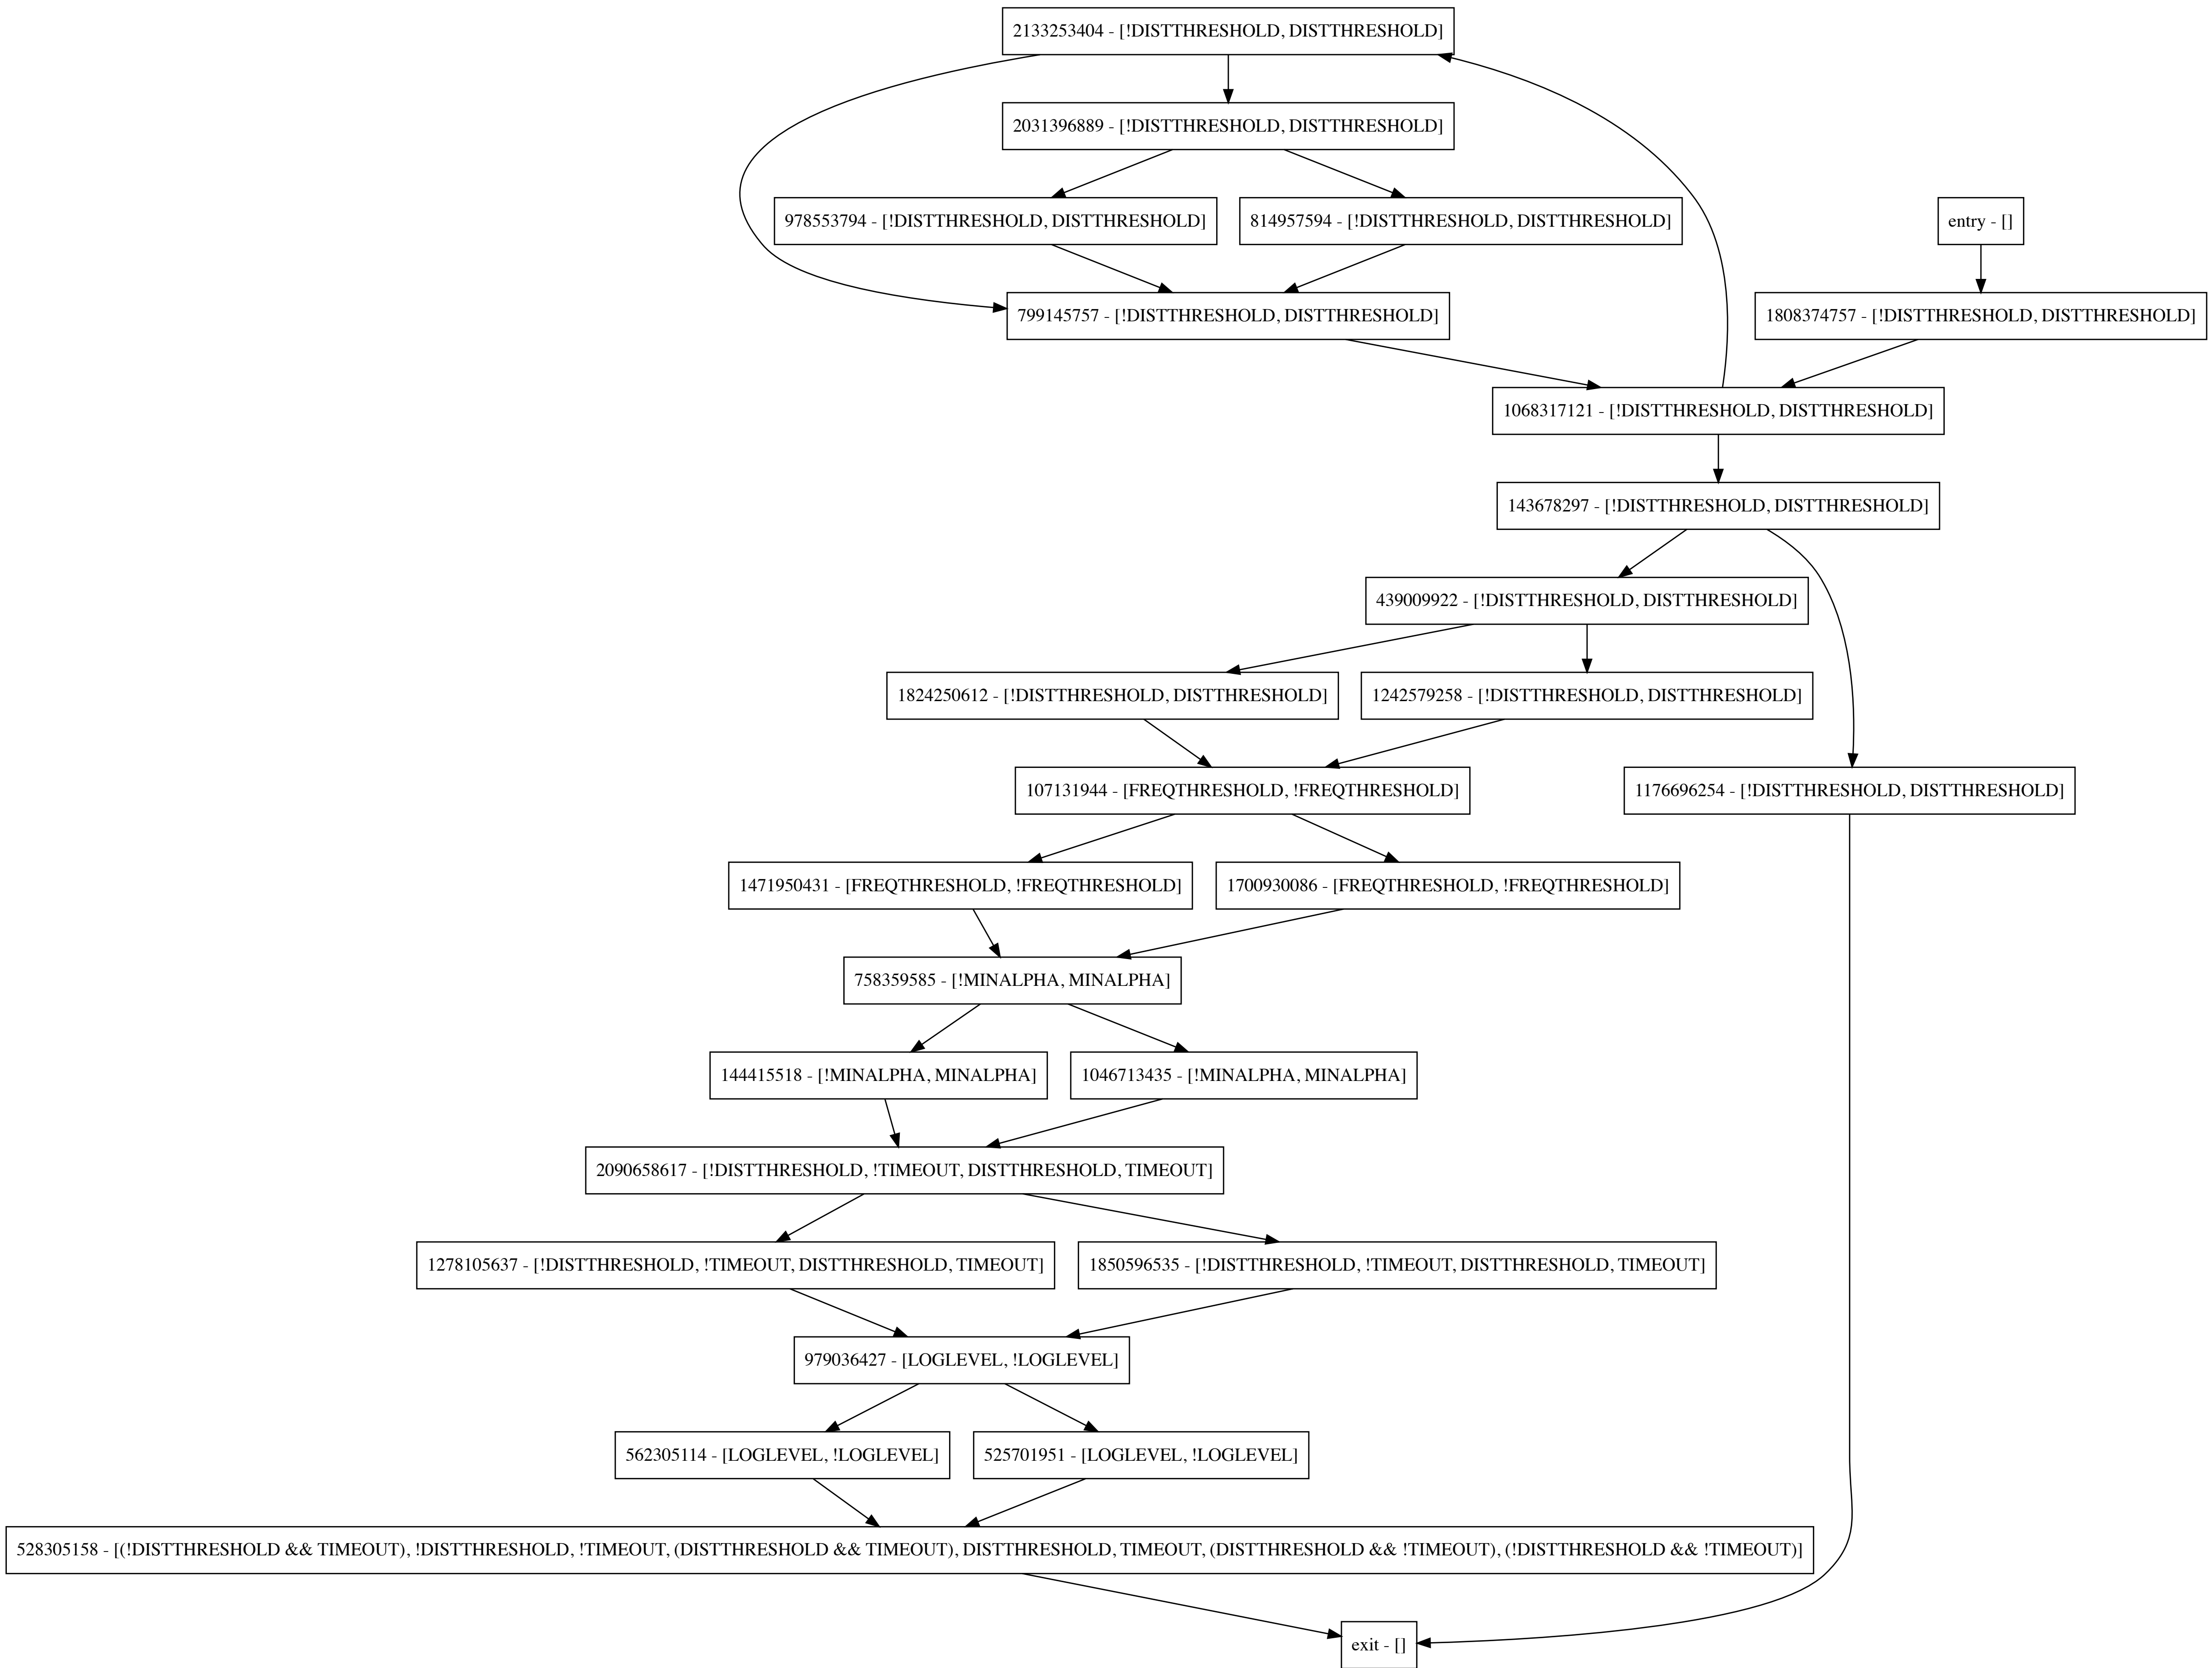 2133253404 - [!DISTTHRESHOLD, DISTTHRESHOLD]
2031396889 - [!DISTTHRESHOLD, DISTTHRESHOLD]
978553794 - [!DISTTHRESHOLD, DISTTHRESHOLD]
814957594 - [!DISTTHRESHOLD, DISTTHRESHOLD]
entry - []
799145757 - [!DISTTHRESHOLD, DISTTHRESHOLD]
1808374757 - [!DISTTHRESHOLD, DISTTHRESHOLD]
1068317121 - [!DISTTHRESHOLD, DISTTHRESHOLD]
143678297 - [!DISTTHRESHOLD, DISTTHRESHOLD]
439009922 - [!DISTTHRESHOLD, DISTTHRESHOLD]
1824250612 - [!DISTTHRESHOLD, DISTTHRESHOLD]
1242579258 - [!DISTTHRESHOLD, DISTTHRESHOLD]
107131944 - [FREQTHRESHOLD, !FREQTHRESHOLD]
1176696254 - [!DISTTHRESHOLD, DISTTHRESHOLD]
1471950431 - [FREQTHRESHOLD, !FREQTHRESHOLD]
1700930086 - [FREQTHRESHOLD, !FREQTHRESHOLD]
758359585 - [!MINALPHA, MINALPHA]
144415518 - [!MINALPHA, MINALPHA]
1046713435 - [!MINALPHA, MINALPHA]
2090658617 - [!DISTTHRESHOLD, !TIMEOUT, DISTTHRESHOLD, TIMEOUT]
1278105637 - [!DISTTHRESHOLD, !TIMEOUT, DISTTHRESHOLD, TIMEOUT]
1850596535 - [!DISTTHRESHOLD, !TIMEOUT, DISTTHRESHOLD, TIMEOUT]
979036427 - [LOGLEVEL, !LOGLEVEL]
562305114 - [LOGLEVEL, !LOGLEVEL]
525701951 - [LOGLEVEL, !LOGLEVEL]
528305158 - [(!DISTTHRESHOLD && TIMEOUT), !DISTTHRESHOLD, !TIMEOUT, (DISTTHRESHOLD && TIMEOUT), DISTTHRESHOLD, TIMEOUT, (DISTTHRESHOLD && !TIMEOUT), (!DISTTHRESHOLD && !TIMEOUT)]
exit - []